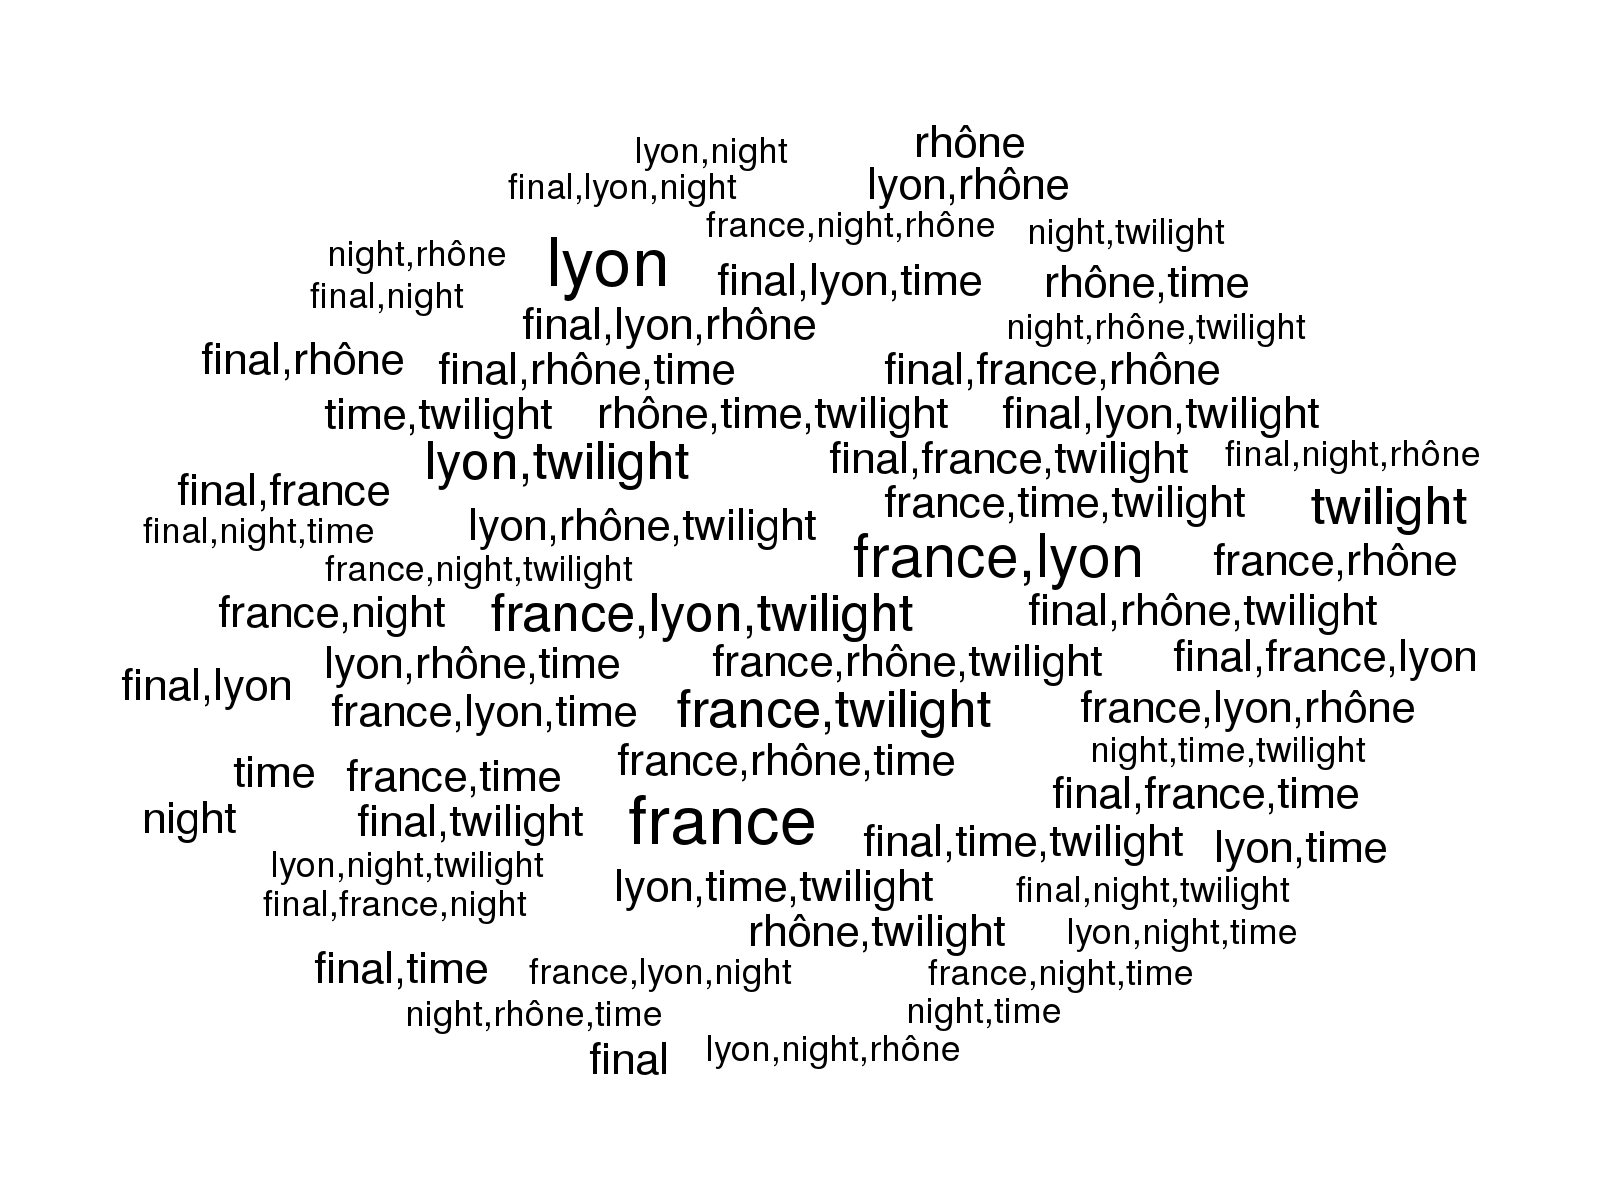 lyon,night rhône
final,lyon,night lyon,rhône
france,night,rhône night,twilight
night,rhône lyon final,lyon,time rhône,time
final,night
final,lyon,rhône night,rhône,twilight
final,rhône final,rhône,time final,france,rhône
time,twilight rhône,time,twilight final,lyon,twilight
lyon,twilight final,france,twilight final,night,rhône
final,france france,time,twilight twilight
final,night,time lyon,rhône,twilight
france,night,twilight france,lyon france,rhône
france,night france,lyon,twilight final,rhône,twilight
final,lyon lyon,rhône,time france,rhône,twilight final,france,lyon
france,lyon,time france,twilight france,lyon,rhône
time france,time france,rhône,time night,time,twilight
final,france,time
night final,twilight france final,time,twilight lyon,time
lyon,night,twilight
final,france,night lyon,time,twilight final,night,twilight
rhône,twilight lyon,night,time
final,time france,lyon,night france,night,time
night,rhône,time night,time
final lyon,night,rhône